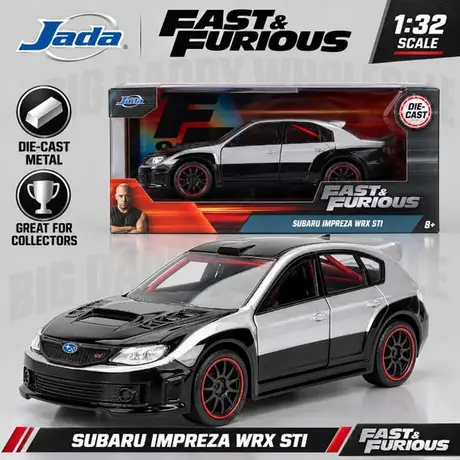 Jada
FAST & FURIOUS
1:32
SCALE
DIE-CAST
METAL
GREAT FOR
COLLECTORS
Jada
DIE-
CAST
FAST &
FURIOUS
SUBARU IMPREZA WRX STI
8+
SUBARU IMPREZA WRX STI
FAST &
FURIOUS